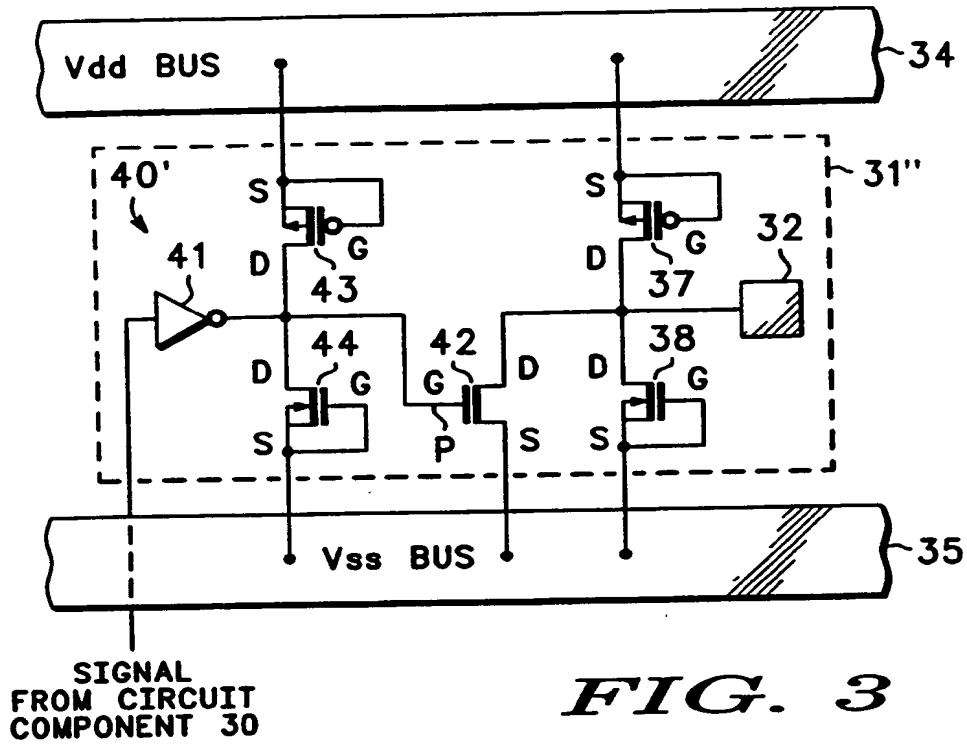 Vdd BUS
34
40'
31"
S
S
41
G
G
32
D
43
D
37
44
42
38
D
G
G
D
D
G
S
P
S
S
Vss BUS
35
SIGNAL
FROM CIRCUIT
COMPONENT 30
FIG. 3